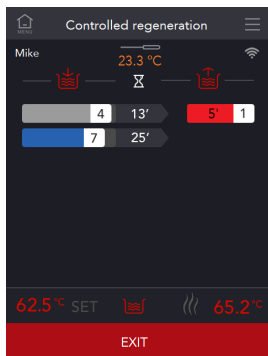 Controlled regeneration
MENU
Mike
23.3 °C
4 13' 5' 1
7 25'
62.5 °C SET 65.2 °C
EXIT